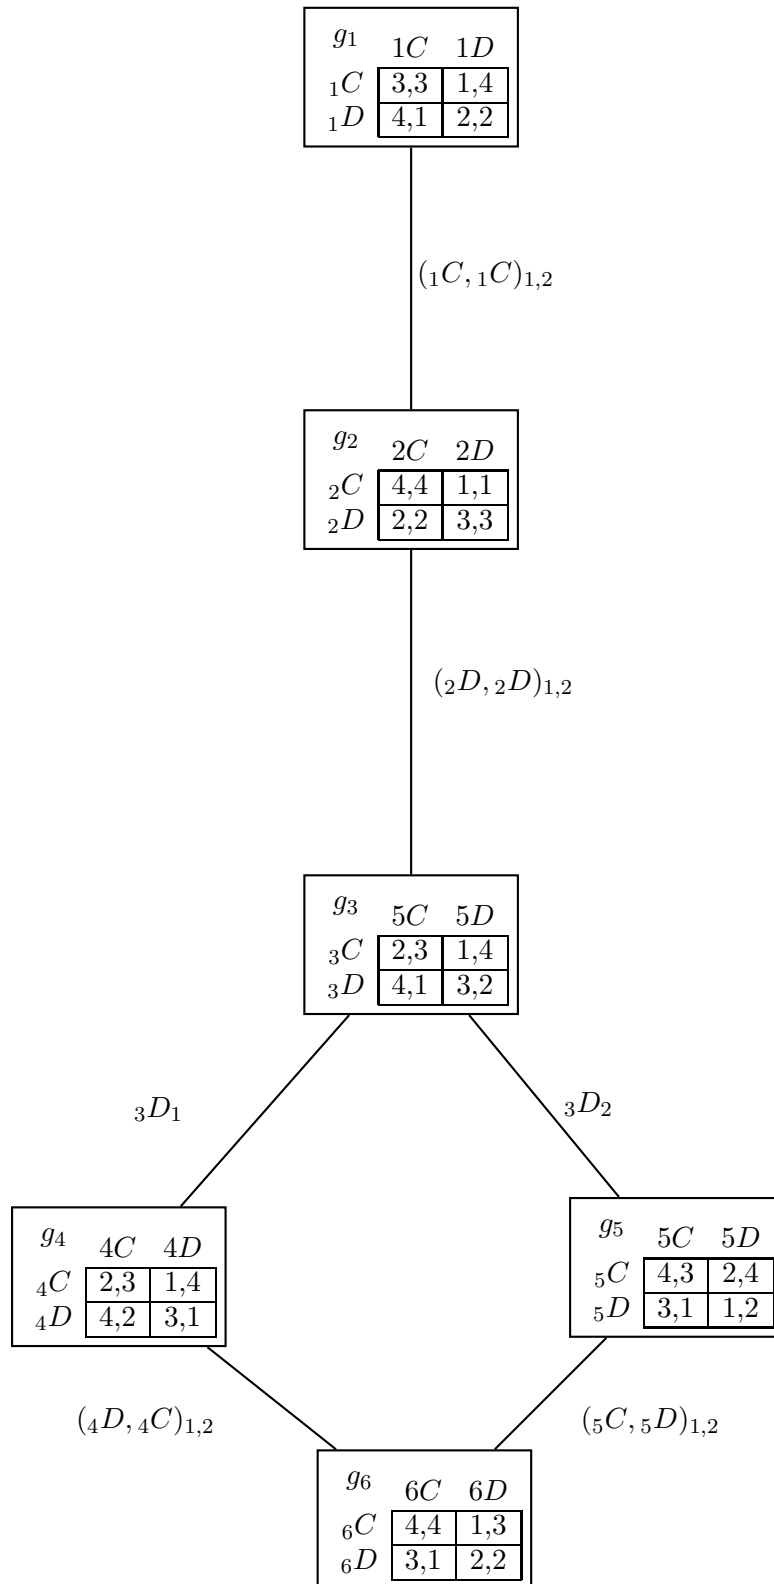 g1 1C 1D
1C 3,3 1,4
1D 4,1 2,2
(1C, 1C)1,2
g2 2C 2D
2C 4,4 1,1
2D 2,2 3,3
(2D, 2D)1,2
g3 5C 5D
3C 2,3 1,4
3D 4,1 3,2
3D1
3D2
g4 4C 4D
4C 2,3 1,4
4D 4,2 3,1
g5 5C 5D
5C 4,3 2,4
5D 3,1 1,2
(4D, 4C)1,2
(5C, 5D)1,2
g6 6C 6D
6C 4,4 1,3
6D 3,1 2,2